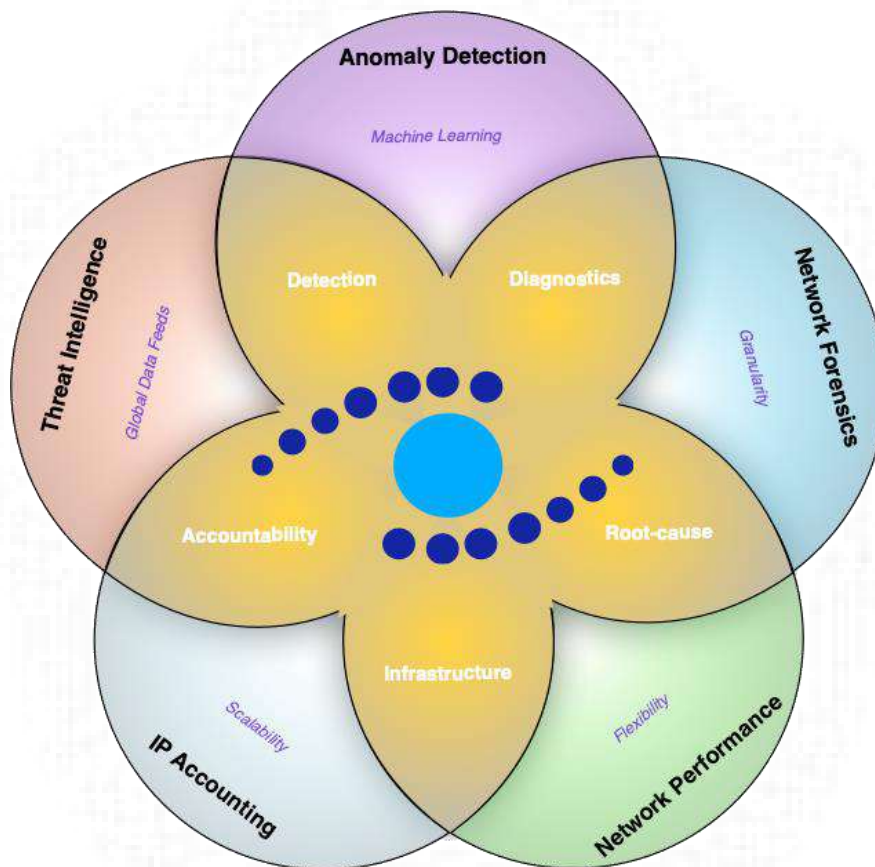 Anomaly Detection
Machine Learning
Threat Intelligence
Global Data Feeds
Detection
Diagnostics
Network Forensics
Granularity
Accountability
Root-cause
Infrastructure
IP Accounting
Scalability
Flexibility
Network Performance